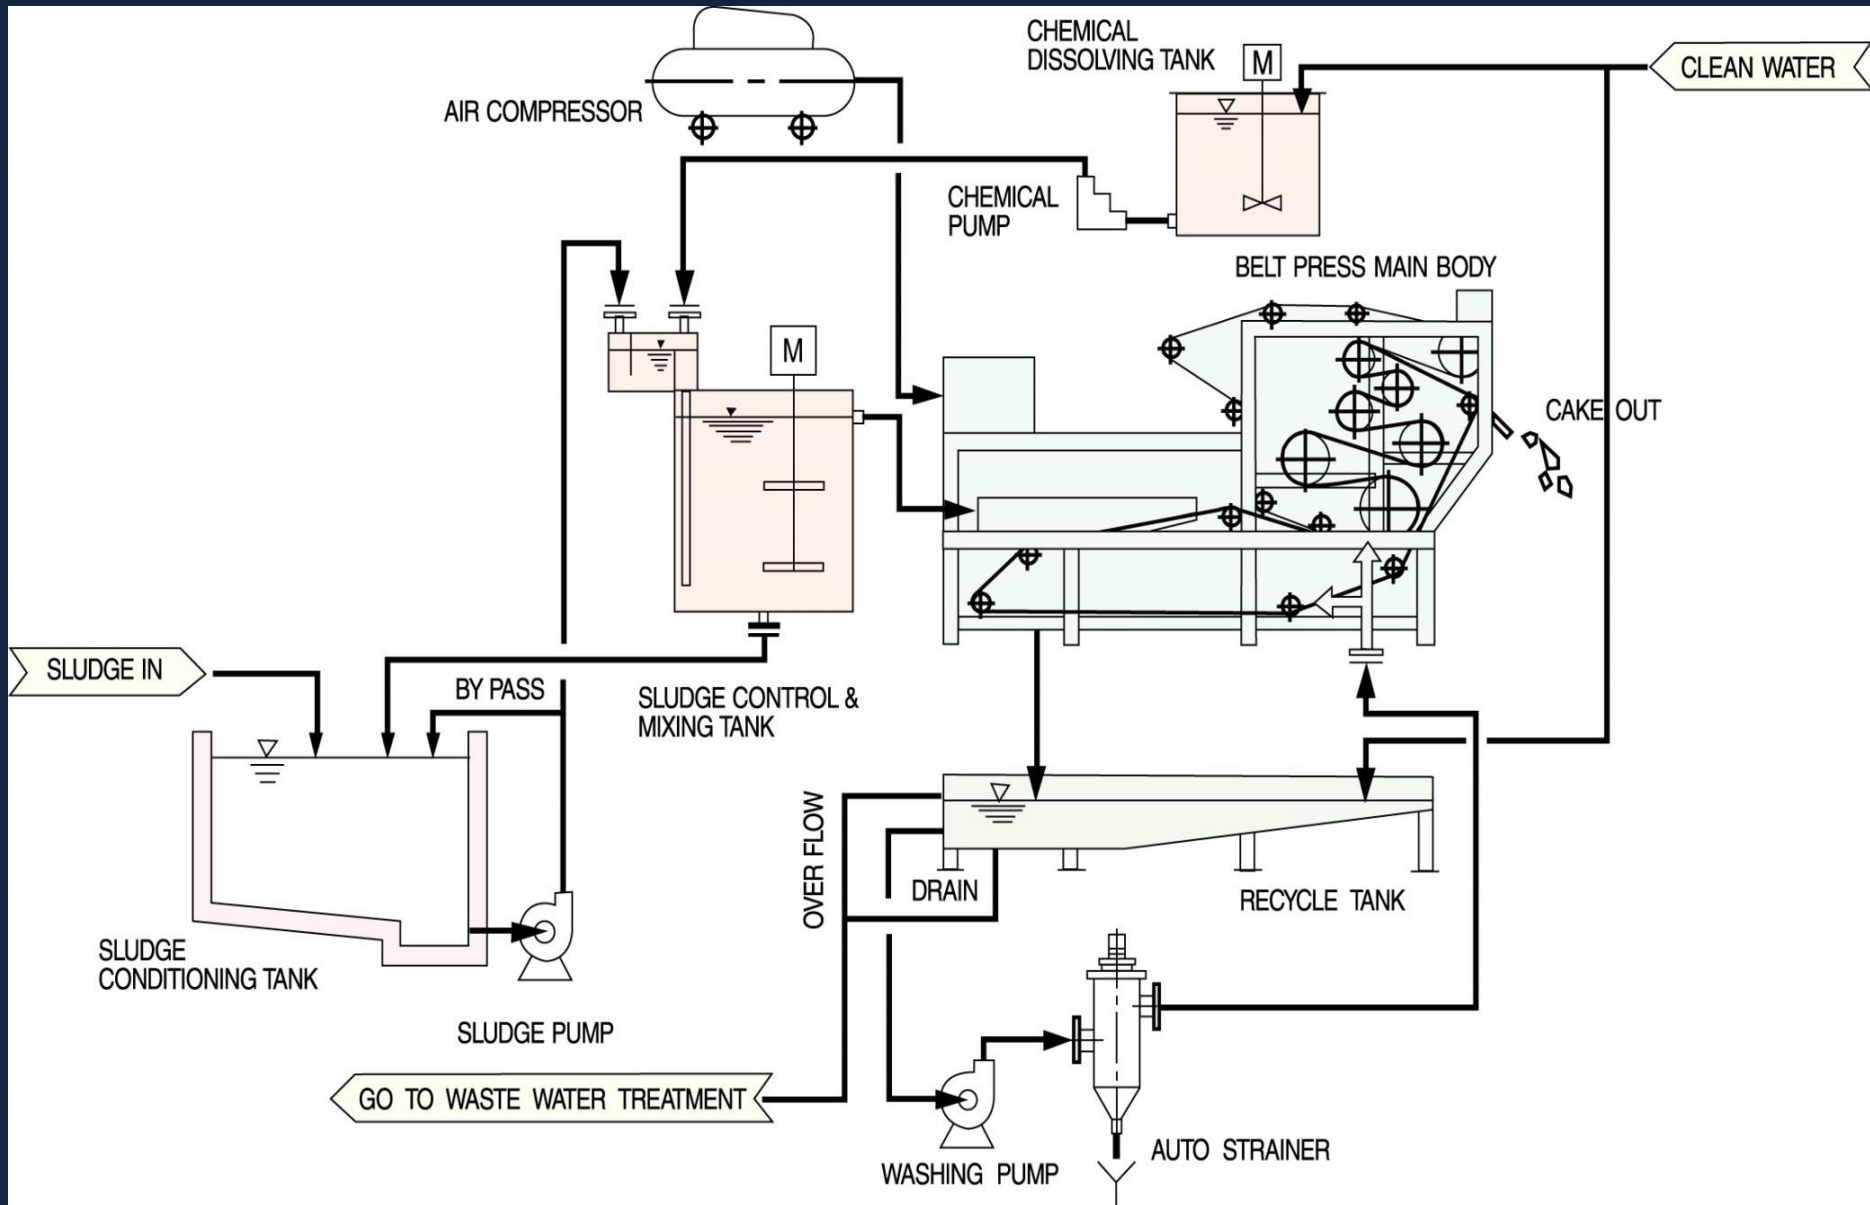 CHEMICAL
DISSOLVING TANK
M
CLEAN WATER
AIR COMPRESSOR
CHEMICAL
PUMP
BELT PRESS MAIN BODY
M
CAKE OUT
SLUDGE IN
BY PASS
SLUDGE CONTROL &
MIXING TANK
OVER FLOW
DRAIN
RECYCLE TANK
SLUDGE
CONDITIONING TANK
SLUDGE PUMP
GO TO WASTE WATER TREATMENT
WASHING PUMP
AUTO STRAINER